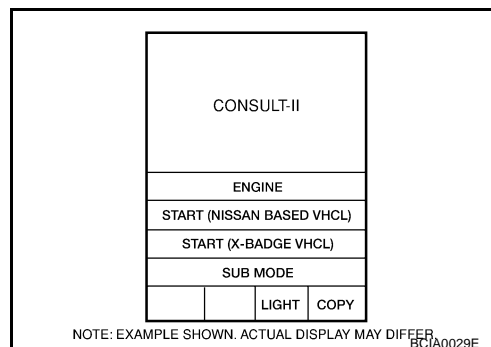 CONSULT-II
ENGINE
START (NISSAN BASED VHCL)
START (X-BADGE VHCL)
SUB MODE
LIGHT COPY
NOTE: EXAMPLE SHOWN. ACTUAL DISPLAY MAY DIFFER.
BCIA0029E